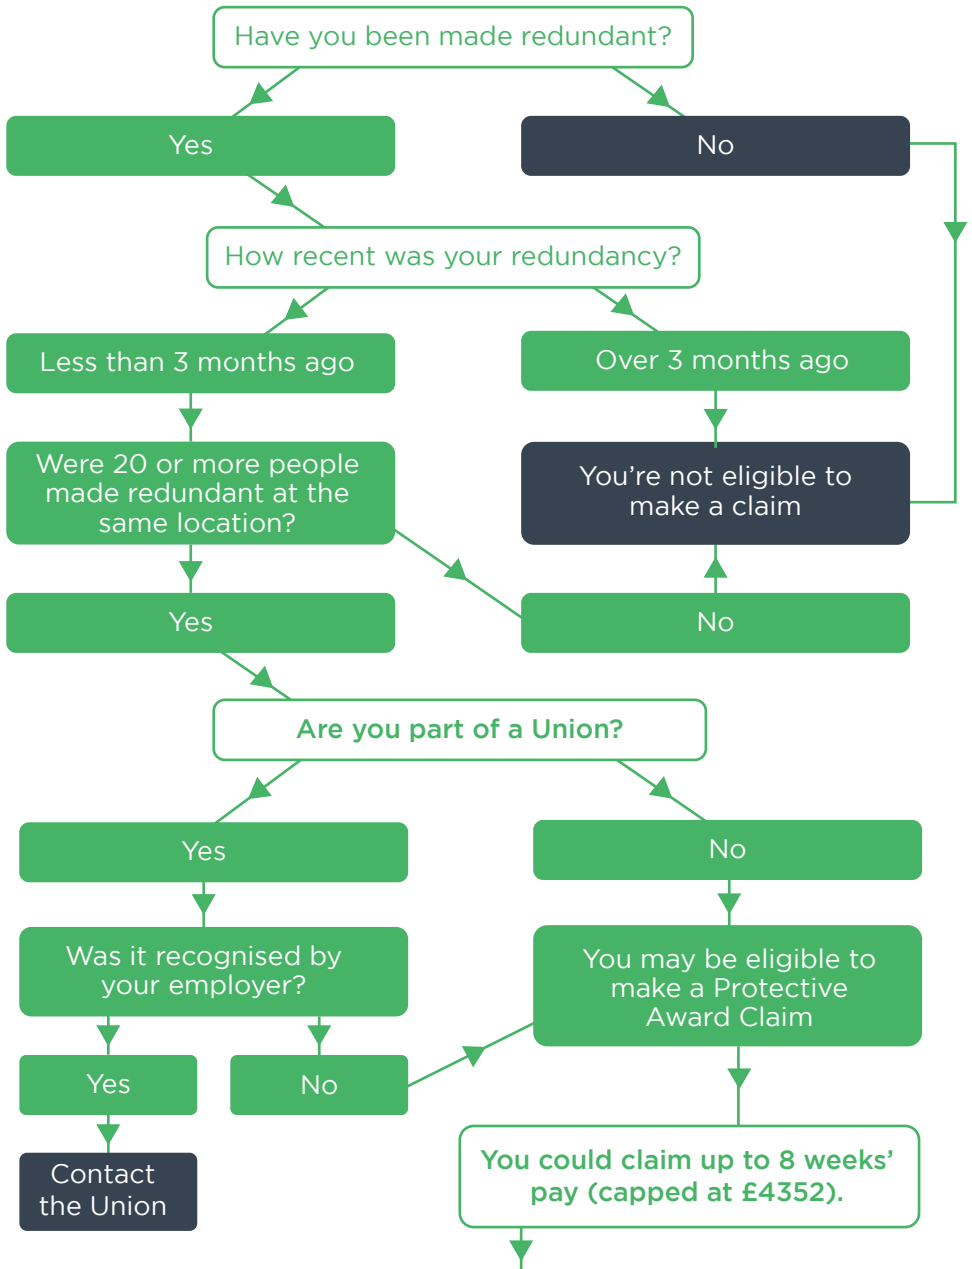 Have you been made redundant?
Yes
No
How recent was your redundancy?
Less than 3 months ago
Over 3 months ago
Were 20 or more people
made redundant at the
same location?
You're not eligible to
make a claim
Yes
No
Are you part of a Union?
Yes
No
Was it recognised by
your employer?
You may be eligible to
make a Protective
Award Claim
Yes
No
Contact
the Union
You could claim up to 8 weeks'
pay (capped at £4352).